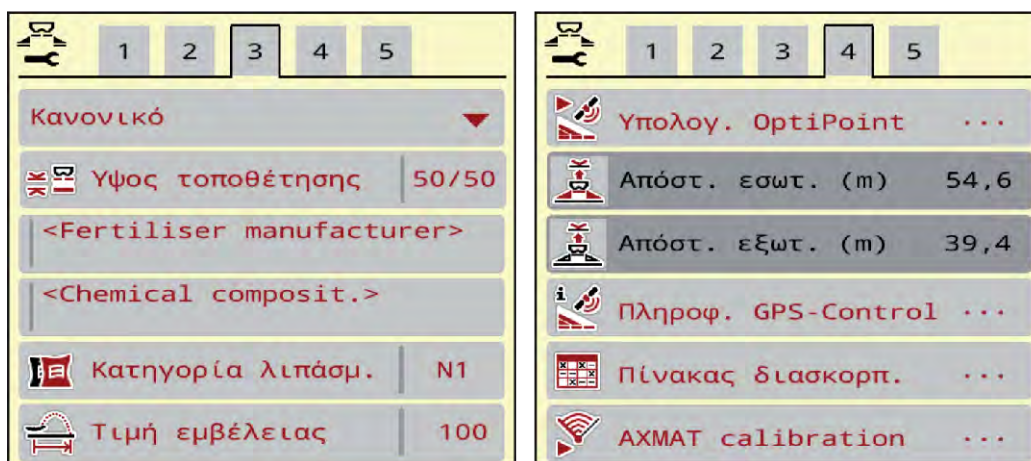 1 2 3 4 5
Κανονικό
Υψος τοποθέτησης 50/50
<Fertiliser manufacturer>
<Chemical composit.>
Κατηγορία λιπάσμ. N1
Τιμή εμβέλειας 100
1 2 3 4 5
Υπολογ. OptiPoint ...
Απόστ. εσωτ. (m) 54,6
Απόστ. εξωτ. (m) 39,4
Πληροφ. GPS-Control ...
Πίνακας διασκορπ. ...
AXMAT calibration ...